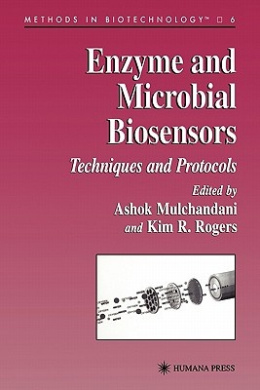 METHODS IN BIOTECHNOLOGY™ □ 6
Enzyme and
Microbial
Biosensors
Techniques and Protocols
Edited by
Ashok Mulchandani
and Kim R. Rogers
HUMANA PRESS